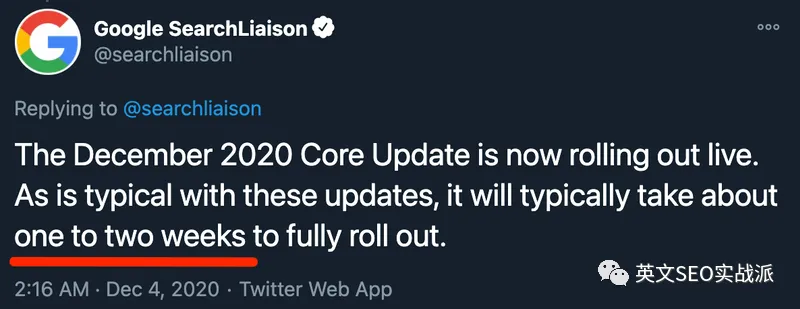 Google SearchLiaison
@searchliaison
Replying to @searchliaison
The December 2020 Core Update is now rolling out live.
As is typical with these updates, it will typically take about
one to two weeks to fully roll out.
2:16 AM · Dec 4, 2020 · Twitter Web App
英文SEO实战派